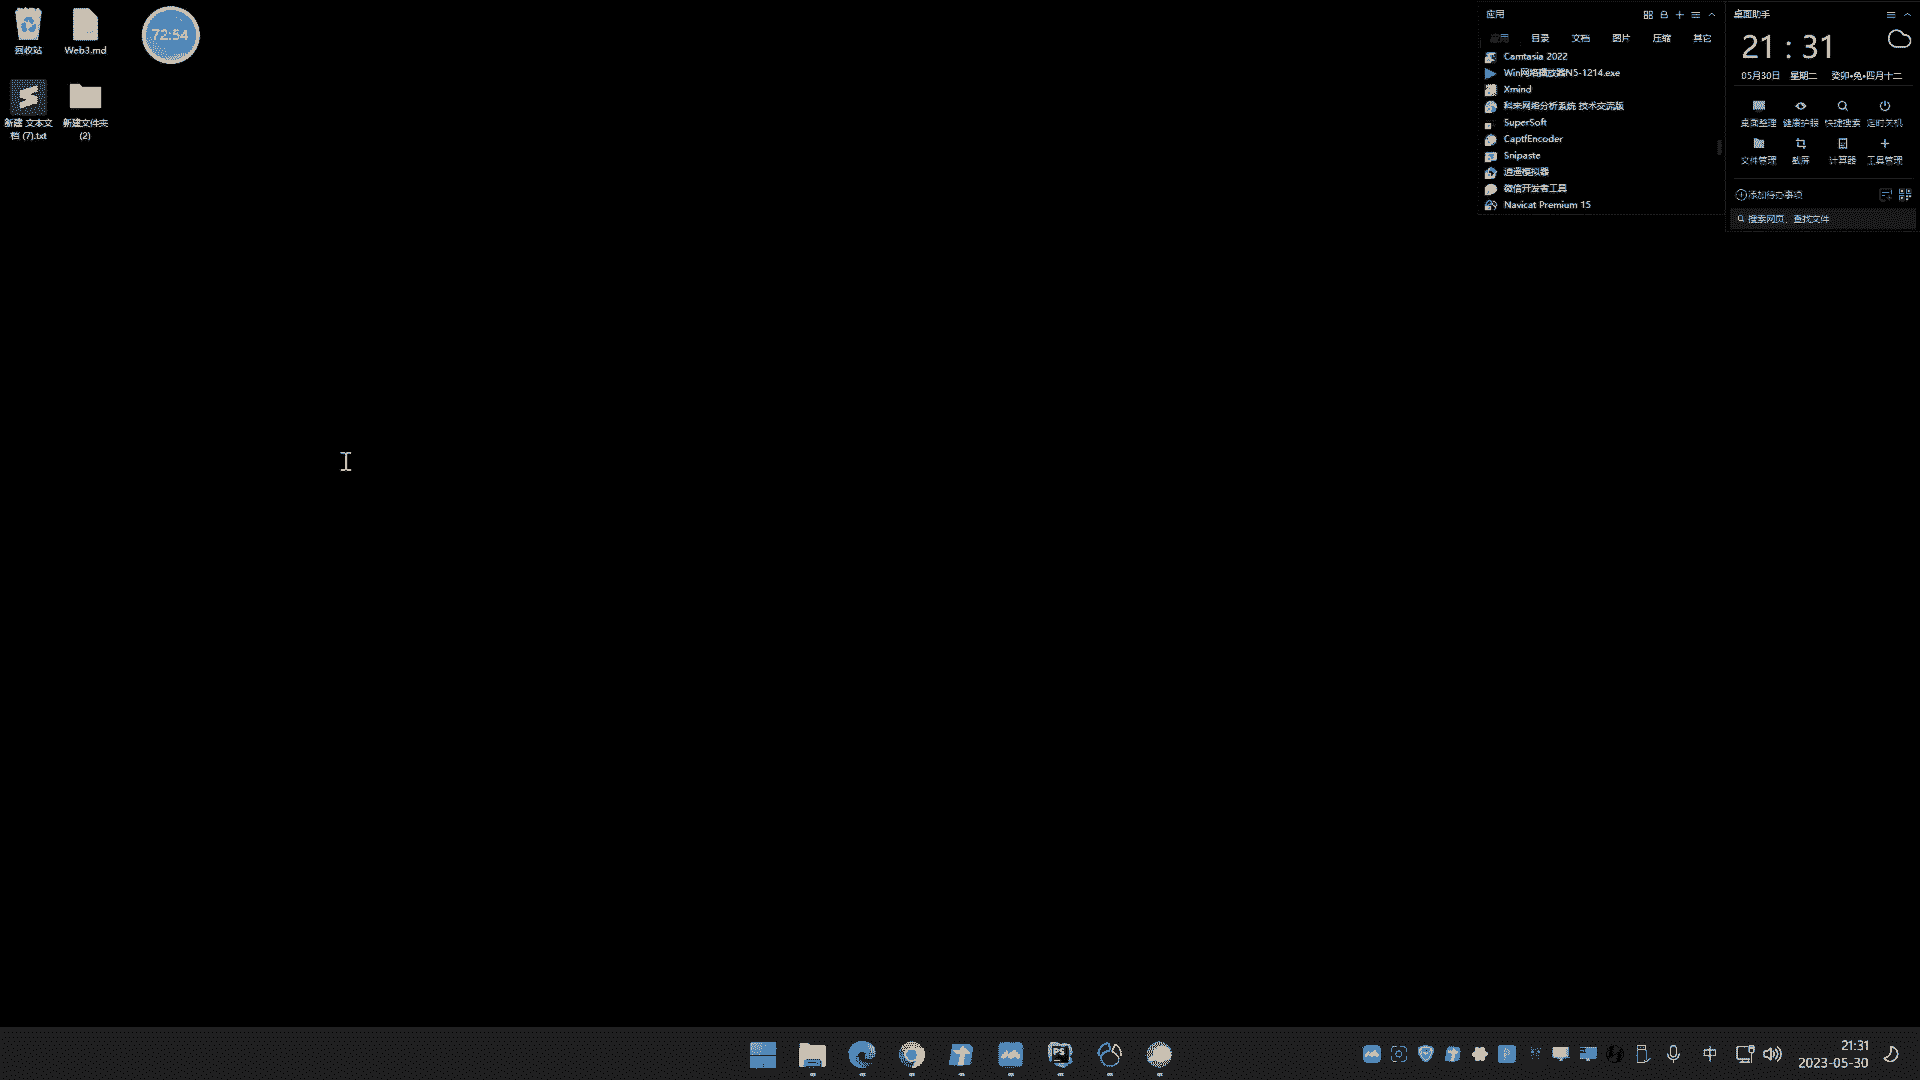 回收站
Web3.md
72:54
新建 文本文
档 (7).txt
新建文件夹
(2)
应用
应用 目录 文档 图片 压缩 其它
Camtasia 2022
Win网络播放器N5-1214.exe
Xmind
科来网络分析系统 技术交流版
SuperSoft
CaptfEncoder
Snipaste
逍遥模拟器
微信开发者工具
Navicat Premium 15
桌面助手
21 : 31
05月30日 星期二 癸卯•兔•四月十二
桌面整理 健康护眼 快捷搜索 定时关机
文件管理 截屏 计算器 工具管理
添加待办事项
搜索网页、查找文件
PS
中
21:31
2023-05-30